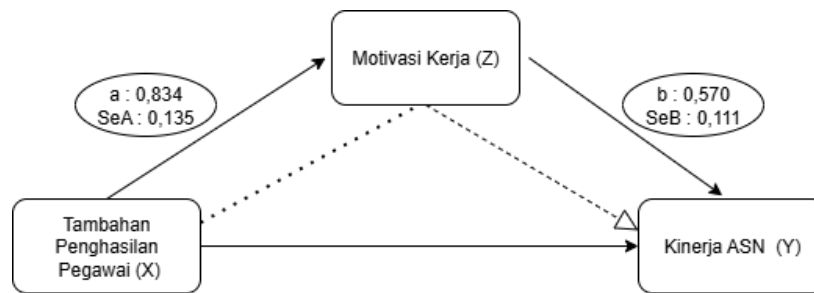 Motivasi Kerja (Z)
a : 0,834
SeA : 0,135
b : 0,570
SeB : 0,111
Tambahan
Penghasilan
Pegawai (X)
Kinerja ASN (Y)